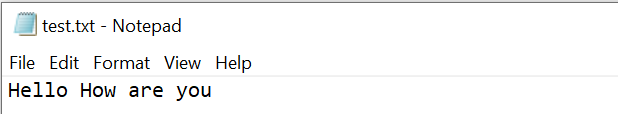 test.txt - Notepad
File Edit Format View Help
Hello How are you